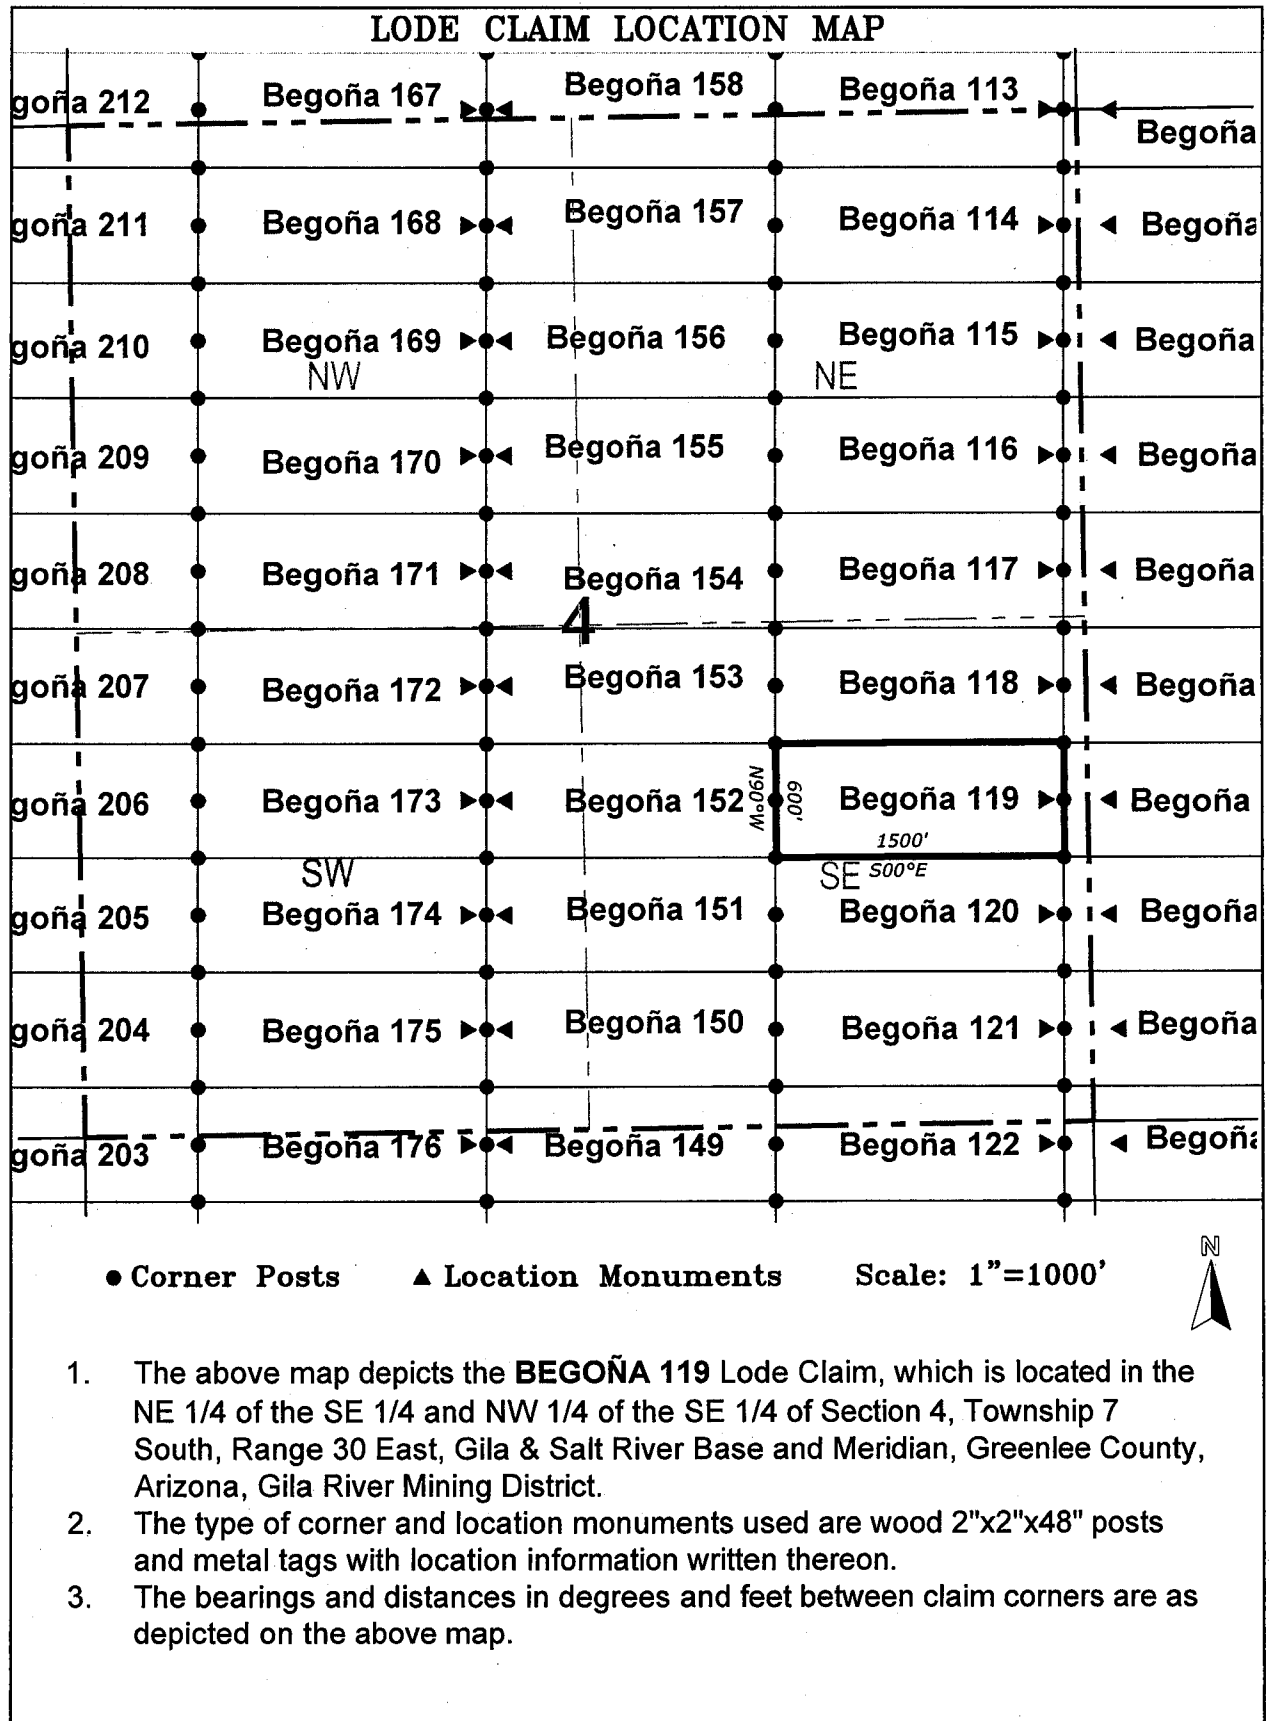 LODE CLAIM LOCATION MAP
goña 212 Begoña 167 Begoña 158 Begoña 113
Begoña
goña 211 Begoña 168 Begoña 157 Begoña 114 Begoña
goña 210 Begoña 169 Begoña 156 Begoña 115 Begoña
NW NE
goña 209 Begoña 170 Begoña 155 Begoña 116 Begoña
goña 208 Begoña 171 Begoña 154 Begoña 117 Begoña
4
goña 207 Begoña 172 Begoña 153 Begoña 118 Begoña
goña 206 Begoña 173 Begoña 152 N90°W 600' Begoña 119 Begoña
1500'
SW SE S00°E
goña 205 Begoña 174 Begoña 151 Begoña 120 Begoña
goña 204 Begoña 175 Begoña 150 Begoña 121 Begoña
goña 203 Begoña 176 Begoña 149 Begoña 122 Begoña
N
Corner Posts Location Monuments Scale: 1"=1000'
1. The above map depicts the BEGOÑA 119 Lode Claim, which is located in the
NE 1/4 of the SE 1/4 and NW 1/4 of the SE 1/4 of Section 4, Township 7
South, Range 30 East, Gila & Salt River Base and Meridian, Greenlee County,
Arizona, Gila River Mining District.
2. The type of corner and location monuments used are wood 2"x2"x48" posts
and metal tags with location information written thereon.
3. The bearings and distances in degrees and feet between claim corners are as
depicted on the above map.